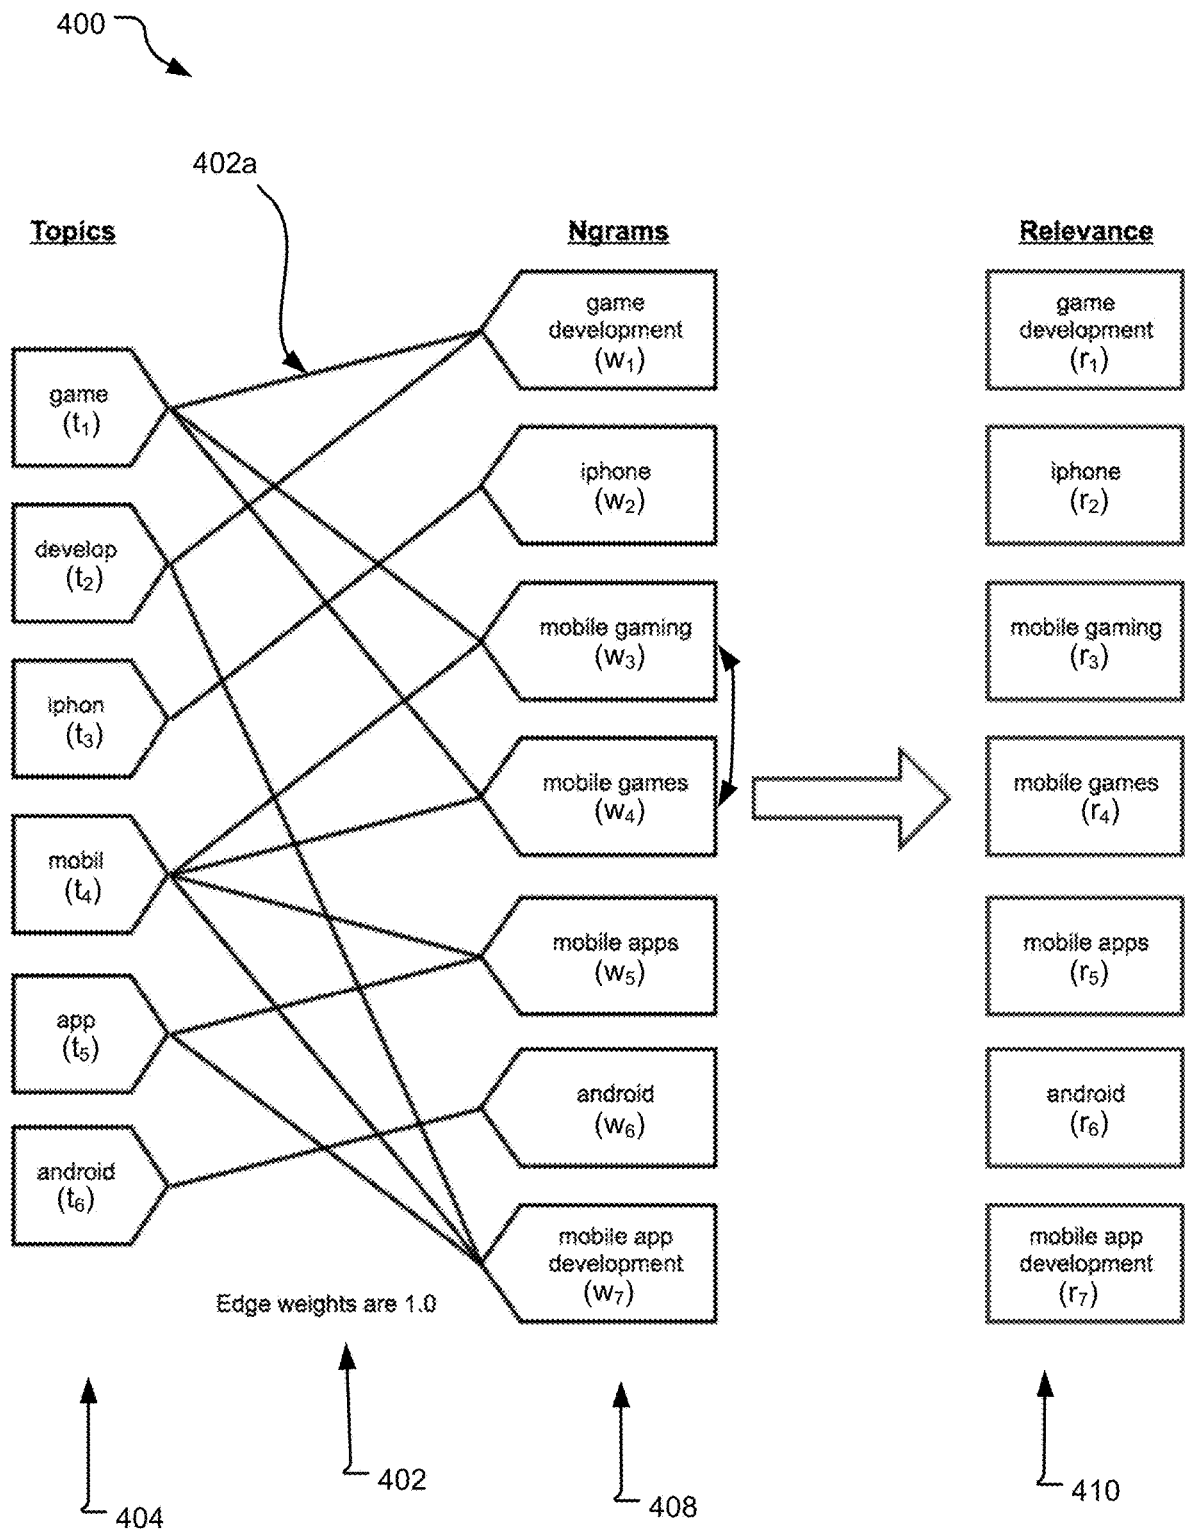 400
402a
Topics
game
(t1)
develop
(t2)
iphon
(t3)
mobil
(t4)
app
(t5)
android
(t6)
Edge weights are 1.0
Ngrams
game
development
(w1)
iphone
(w2)
mobile gaming
(w3)
mobile games
(w4)
mobile apps
(w5)
android
(w6)
mobile app
development
(w7)
Relevance
game
development
(r1)
iphone
(r2)
mobile gaming
(r3)
mobile games
(r4)
mobile apps
(r5)
android
(r6)
mobile app
development
(r7)
404
402
408
410